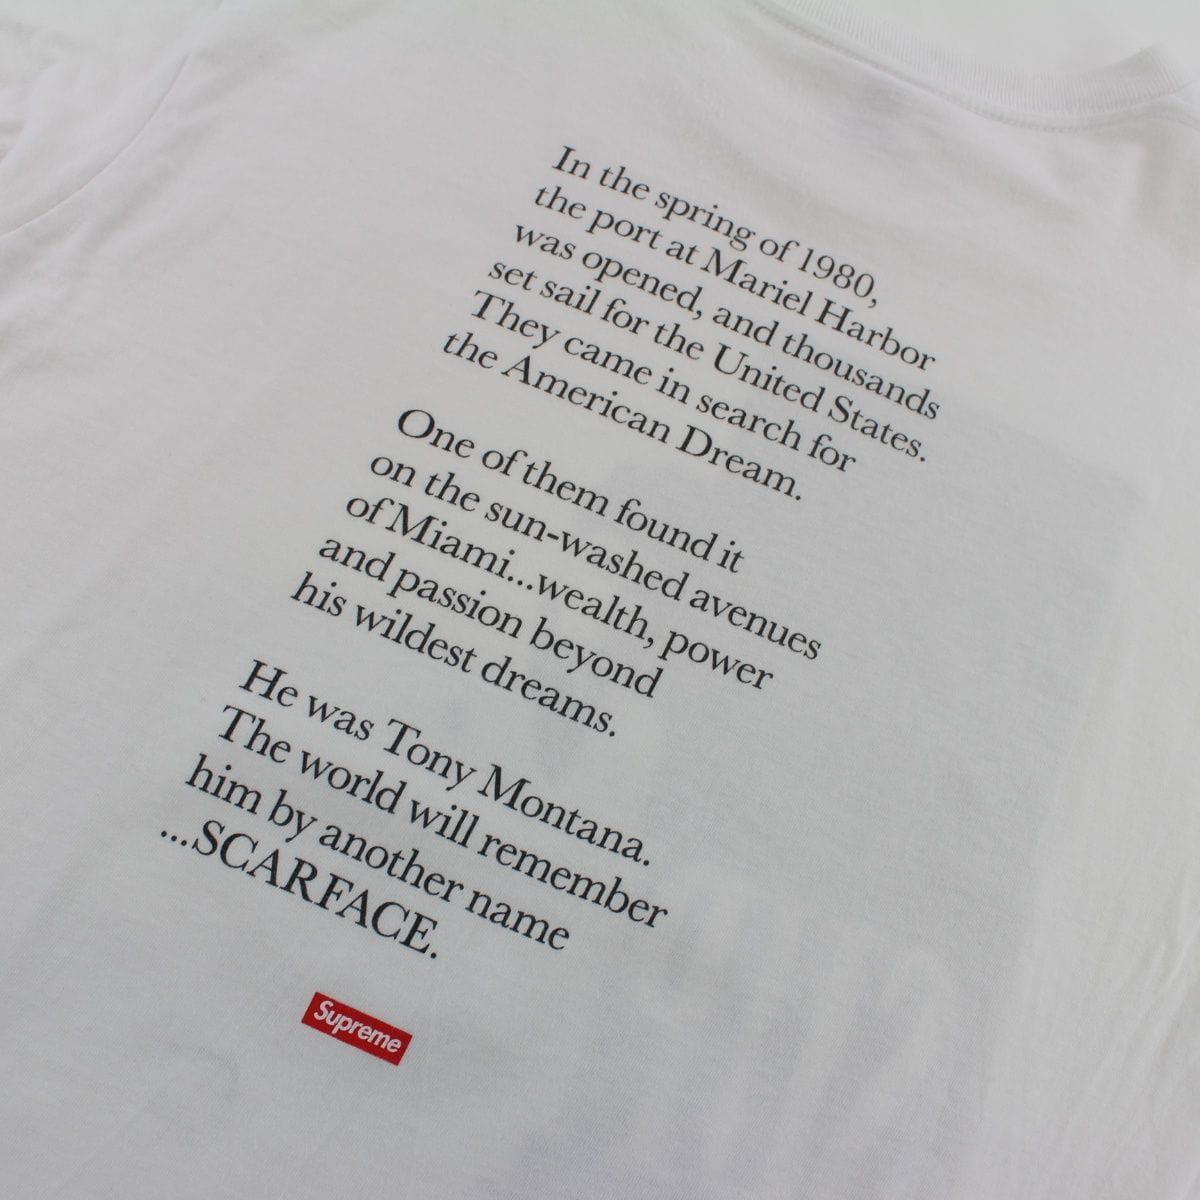 In the spring of 1980,
the port at Mariel Harbor
was opened, and thousands
set sail for the United States.
They came in search for
the American Dream.
One of them found it
on the sun-washed avenues
of Miami...wealth, power
and passion beyond
his wildest dreams.
He was Tony Montana.
The world will remember
him by another name
...SCARFACE.
Supreme